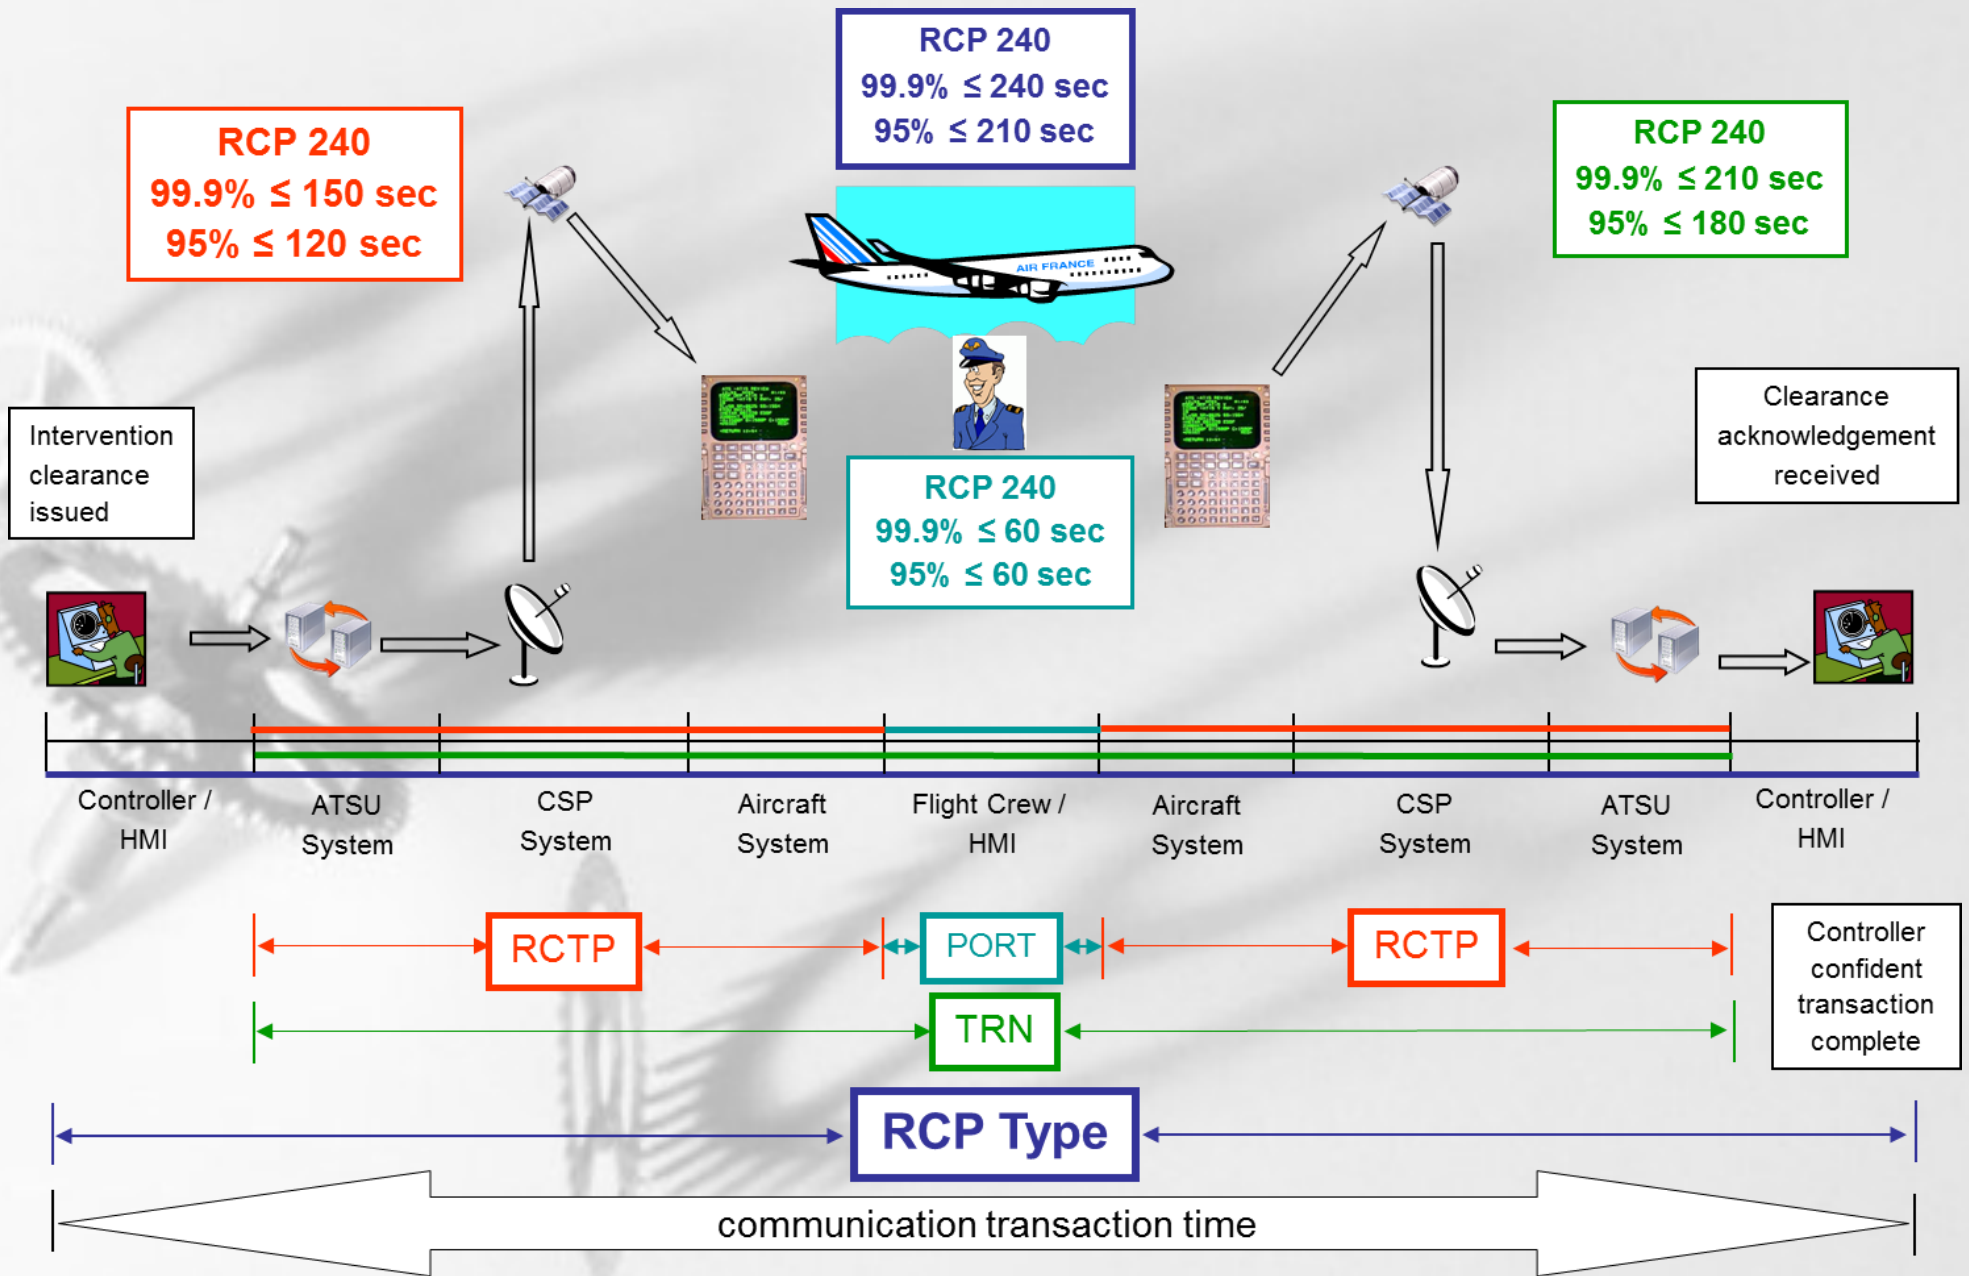 RCP 240
99.9% ≤ 240 sec
95% ≤ 210 sec
RCP 240
99.9% ≤ 150 sec
95% ≤ 120 sec
RCP 240
99.9% ≤ 210 sec
95% ≤ 180 sec
AIR FRANCE
Intervention
clearance
issued
Clearance
acknowledgement
received
RCP 240
99.9% ≤ 60 sec
95% ≤ 60 sec
Controller /
HMI
ATSU
System
CSP
System
Aircraft
System
Flight Crew /
HMI
Aircraft
System
CSP
System
ATSU
System
Controller /
HMI
RCTP
PORT
RCTP
TRN
Controller
confident
transaction
complete
RCP Type
communication transaction time